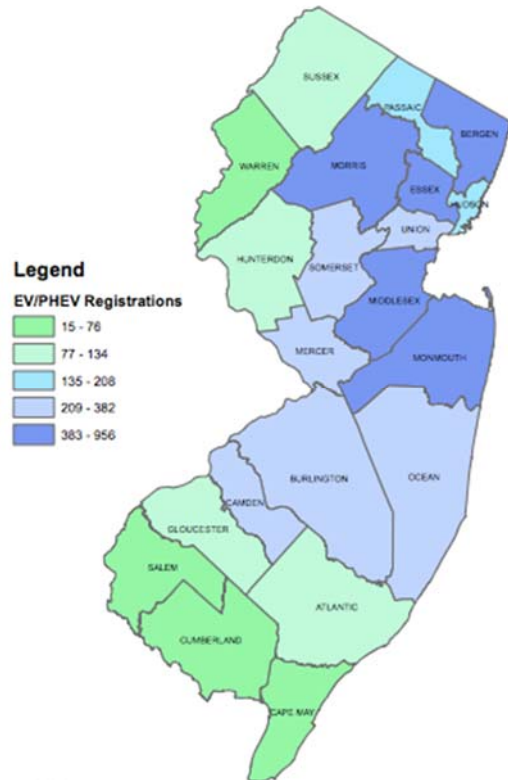 SUSSEX
PASSAIC
BERGEN
WARREN
MORRIS
ESSEX
HUDSON
UNION
HUNTERDON
SOMERSET
Legend
EV/PHEV Registrations
MIDDLESEX
15 - 76
77 - 134
MERCER
MONMOUTH
135 - 208
209 - 382
383 - 956
OCEAN
BURLINGTON
CAMDEN
GLOUCESTER
SALEM
ATLANTIC
CUMBERLAND
CAPE MAY